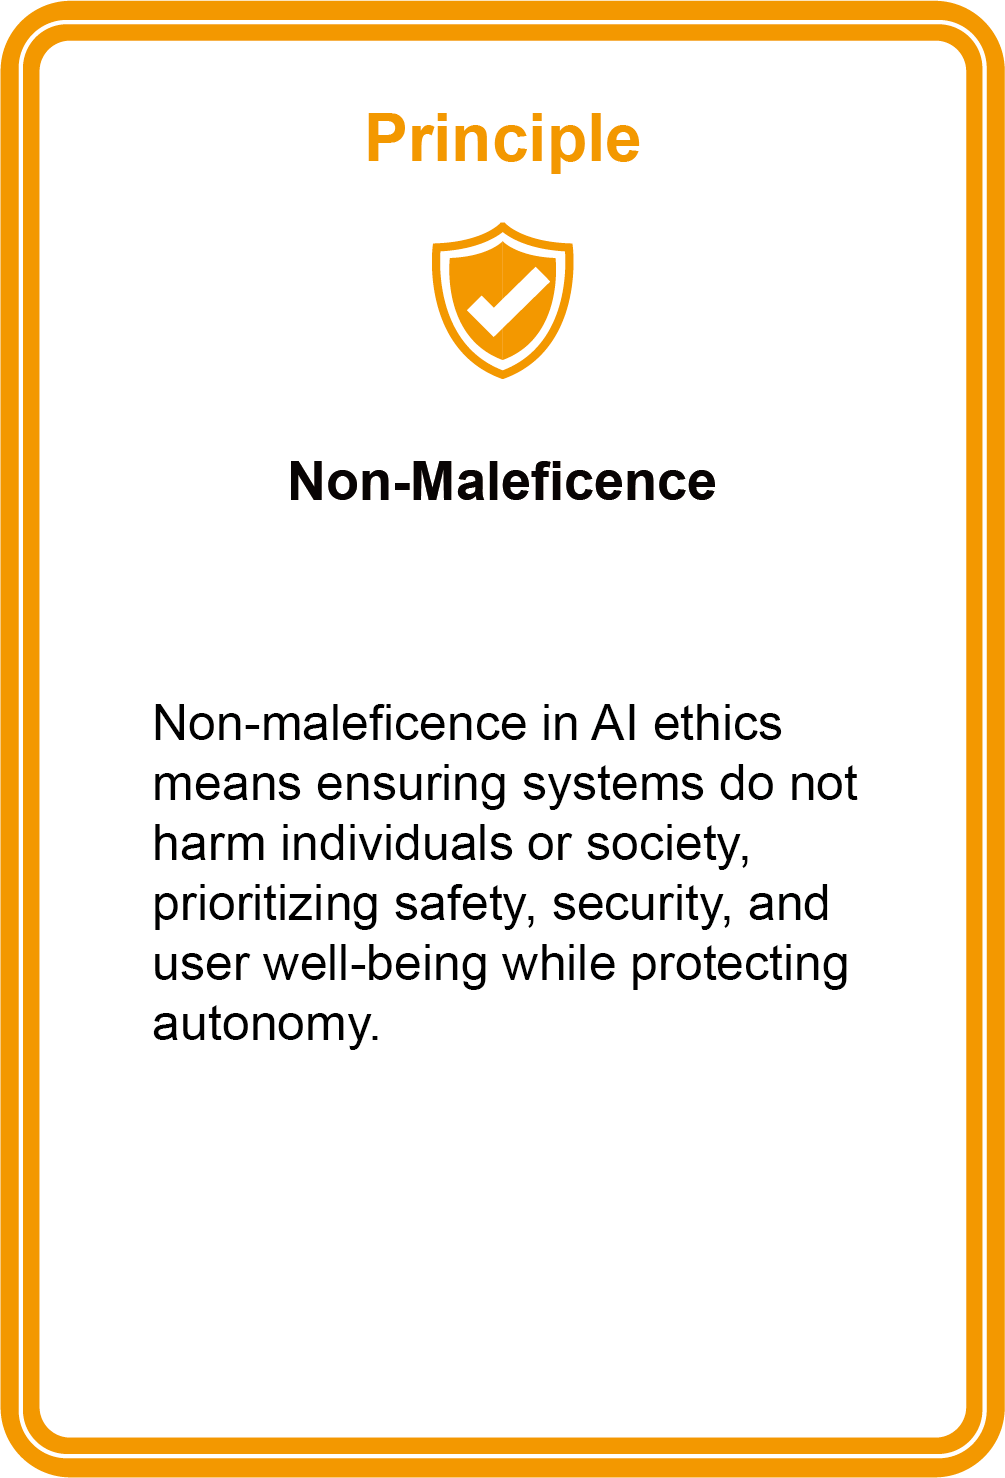 Principle
Non-Maleficence
Non-maleficence in AI ethics
means ensuring systems do not
harm individuals or society,
prioritizing safety, security, and
user well-being while protecting
autonomy.